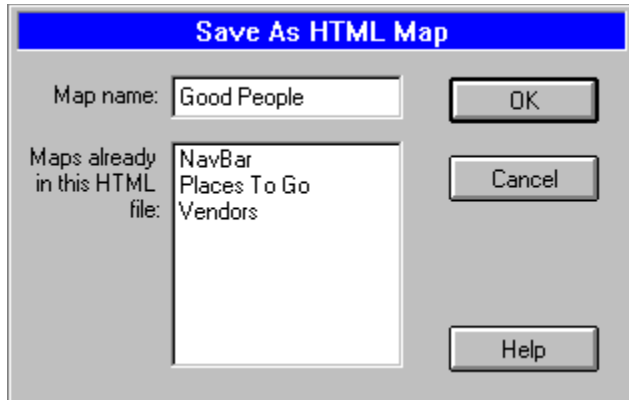 Save As HTML Map
Map name:
Good People
OK
Maps already
in this HTML
file:
NavBar
Places To Go
Vendors
Cancel
Help